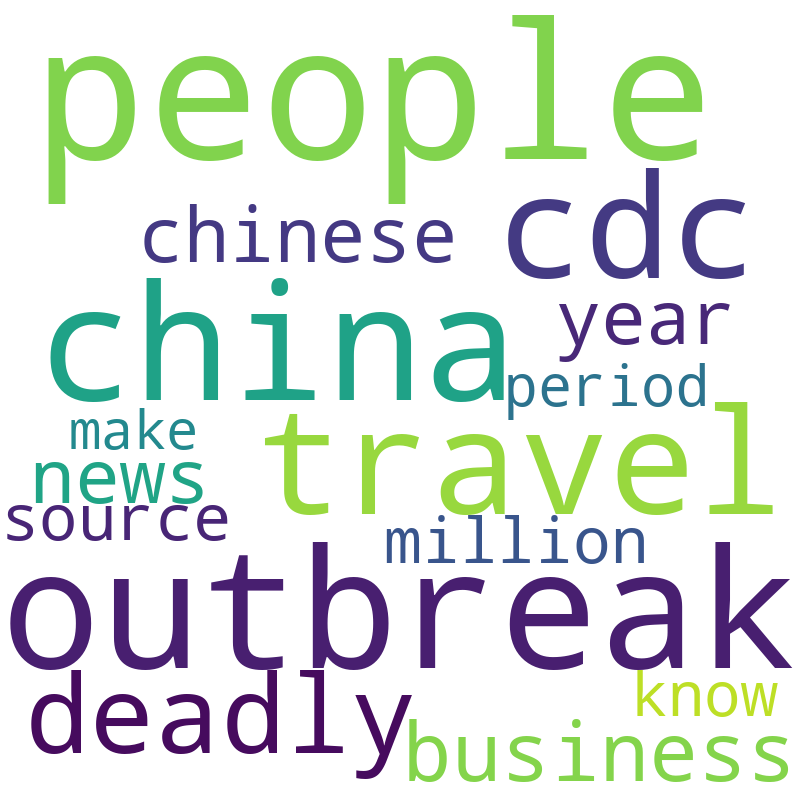 people
chinese cdc
china year
period
make travel
news
source million
outbreak
deadly know
business